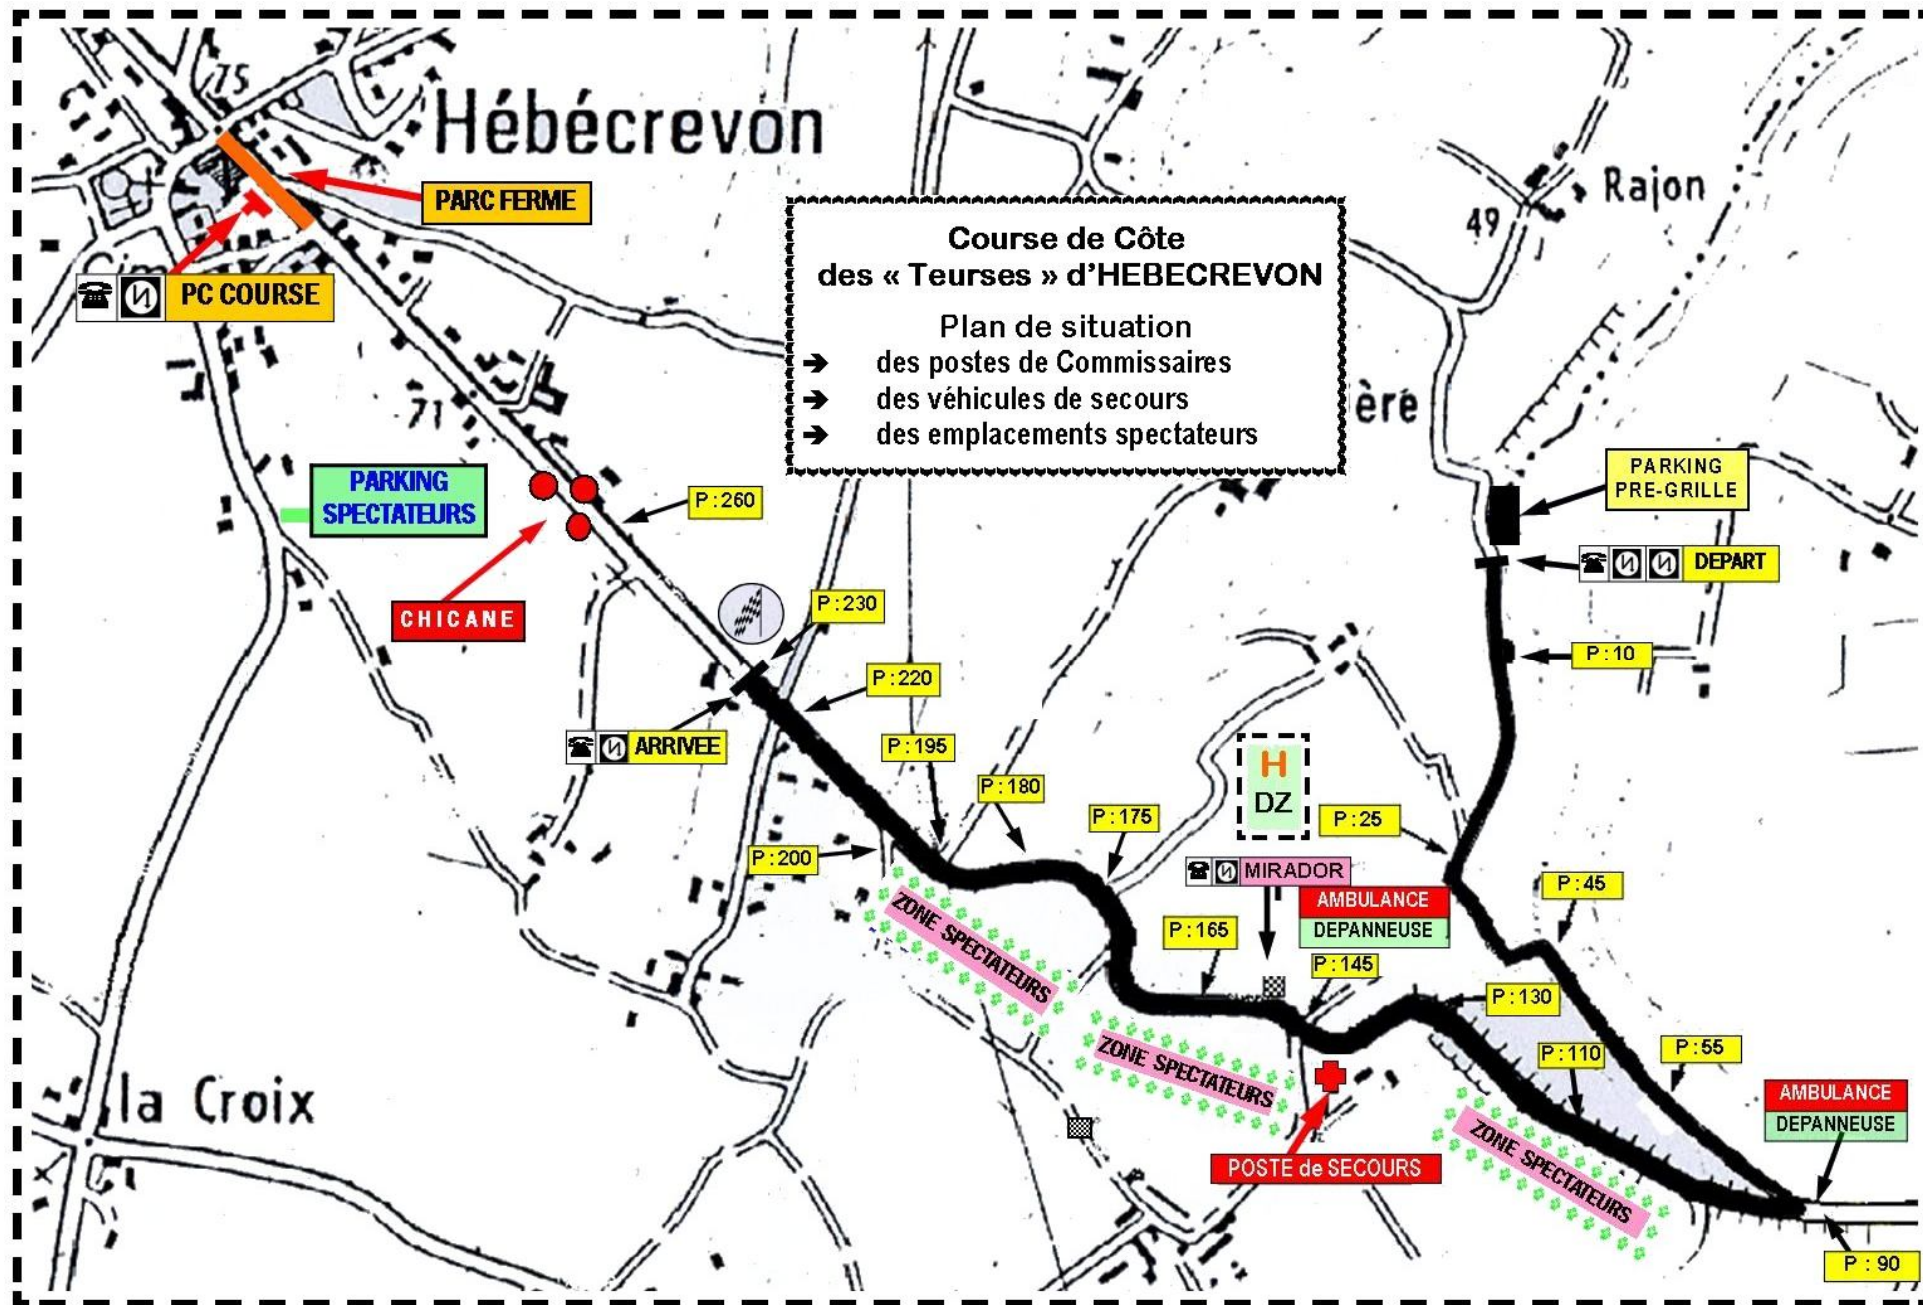 75
Hébécrevon
PARC FERME
PC COURSE
Course de Côte
des « Teurses » d'HEBECREVON
Plan de situation
➔ des postes de Commissaires
➔ des véhicules de secours
➔ des emplacements spectateurs
Rajon
49
ère
71
PARKING
SPECTATEURS
P : 260
PARKING
PRE-GRILLE
DEPART
CHICANE
P : 230
P : 10
P : 220
ARRIVEE
P : 195
H
DZ
P : 180
P : 175
P : 25
P : 200
MIRADOR
P : 45
AMBULANCE
DEPANNEUSE
ZONE SPECTATEURS
P : 165
P : 145
P : 130
ZONE SPECTATEURS
P : 110
P : 55
la Croix
AMBULANCE
DEPANNEUSE
ZONE SPECTATEURS
POSTE de SECOURS
P : 90